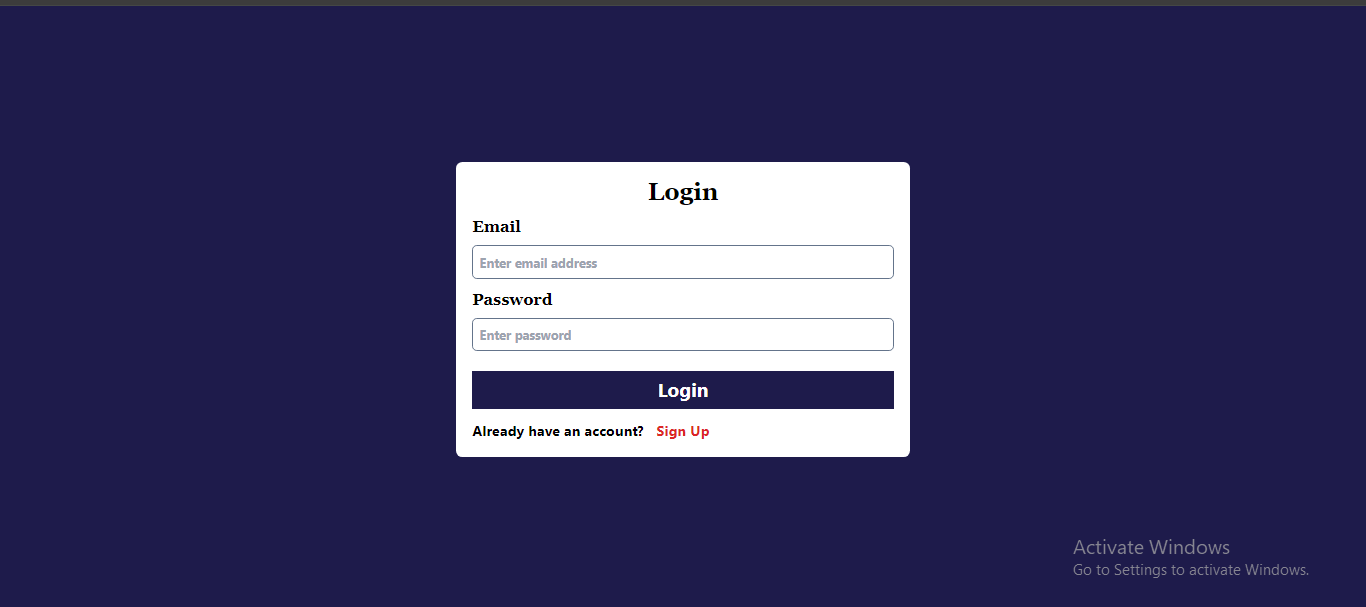 Login
Email
Enter email address
Password
Enter password
Login
Already have an account? Sign Up
Activate Windows
Go to Settings to activate Windows.